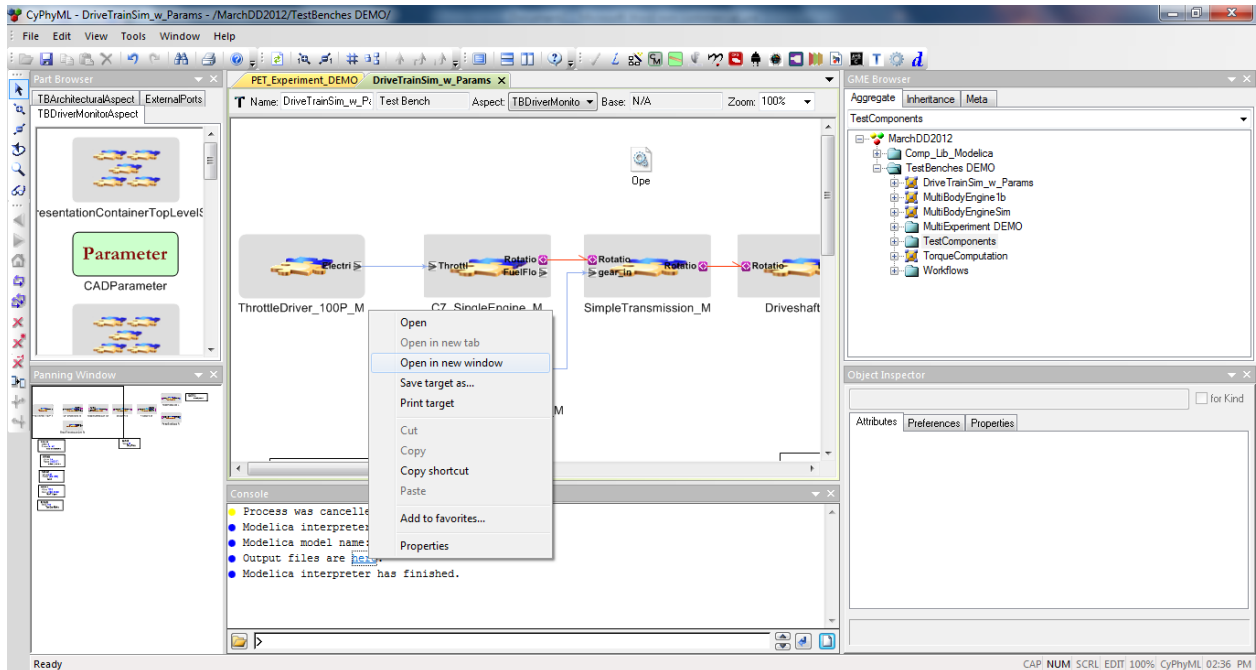 CyPhyML - DriveTrainSim_w_Params - /MarchDD2012/TestBenches DEMO/
File Edit View Tools Window Help
Part Browser
TBArchitecturalAspect ExternalPorts
TBDriverMonitorAspect
resentationContainerTopLevelS
Parameter
CADParameter
Panning Window
PET_Experiment_DEMO DriveTrainSim_w_Params
Name: DriveTrainSim_w_Pa Test Bench Aspect: TBDriverMonito Base: N/A Zoom: 100%
Ope
Electri
Throttl
Rotatio
FuelFlo
Rotatio
gear_in
Rotatio
Rotatio
ThrottleDriver_100P_M C7_SingleEngine_M SimpleTransmission_M Driveshaft
M
Open
Open in new tab
Open in new window
Save target as...
Print target
Cut
Copy
Copy shortcut
Paste
Add to favorites...
Properties
Console
Process was cancelle
Modelica interpreter
Modelica model name:
Output files are here.
Modelica interpreter has finished.
GME Browser
Aggregate Inheritance Meta
TestComponents
MarchDD2012
Comp_Lib_Modelica
TestBenches DEMO
DriveTrainSim_w_Params
MultiBodyEngine1b
MultiBodyEngineSim
MultiExperiment DEMO
TestComponents
TorqueComputation
Workflows
Object Inspector
for Kind
Attributes Preferences Properties
Ready
CAP NUM SCRL EDIT 100% CyPhyML 02:36 PM